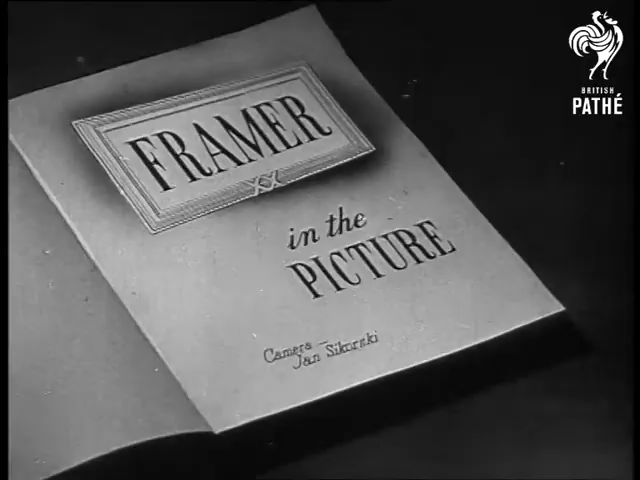 BRITISH
PATHÉ
FRAMER
in the
PICTURE
Camera —
Jan Sikorski